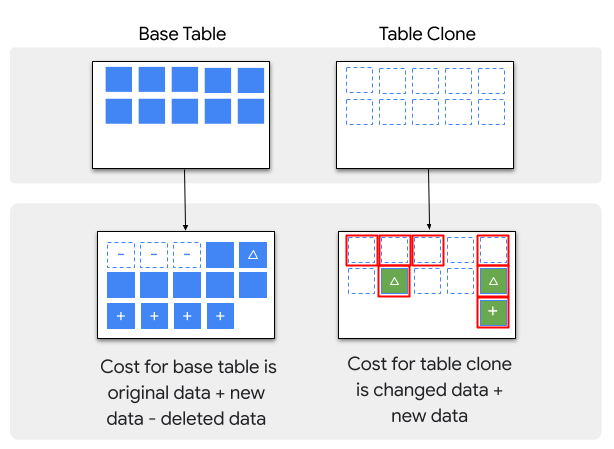 Base Table
Table Clone
- - - △
+ + + +
△
△
+
Cost for base table is
original data + new
data - deleted data
Cost for table clone
is changed data +
new data